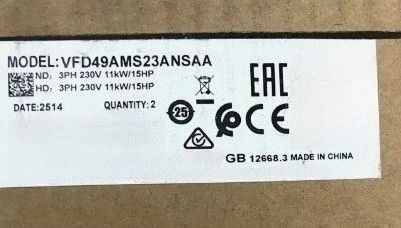 MODEL:VFD49AMS23ANSAA
ND: 3PH 230V 11kW/15HP
HD: 3PH 230V 11kW/15HP
DATE:2514 QUANTITY:2
25
EAC
CE
GB 12668.3 MADE IN CHINA